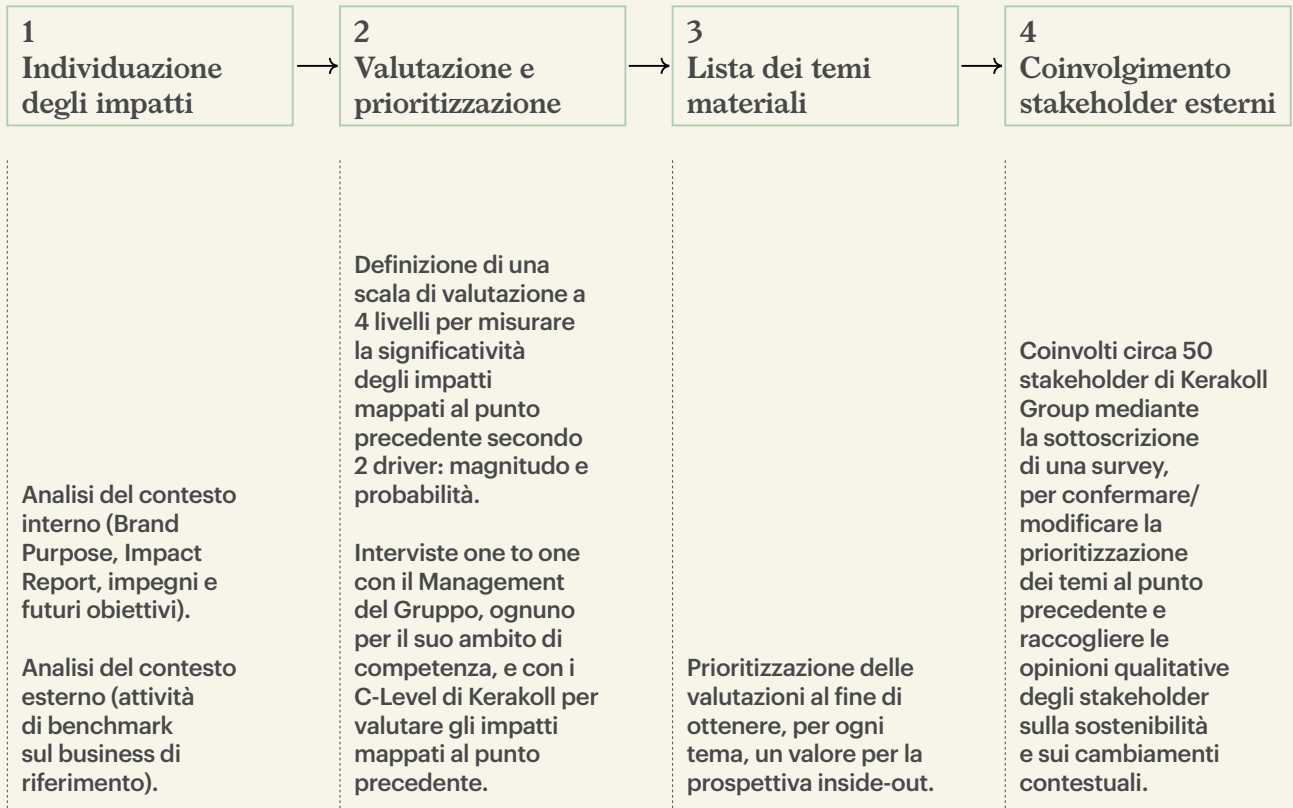 1
Individuazione
degli impatti
2
Valutazione e
prioritizzazione
3
Lista dei temi
materiali
4
Coinvolgimento
stakeholder esterni
Analisi del contesto
interno (Brand
Purpose, Impact
Report, impegni e
futuri obiettivi).
Analisi del contesto
esterno (attività
di benchmark
sul business di
riferimento).
Definizione di una
scala di valutazione a
4 livelli per misurare
la significatività
degli impatti
mappati al punto
precedente secondo
2 driver: magnitudo e
probabilità.
Interviste one to one
con il Management
del Gruppo, ognuno
per il suo ambito di
competenza, e con i
C-Level di Kerakoll per
valutare gli impatti
mappati al punto
precedente.
Prioritizzazione delle
valutazioni al fine di
ottenere, per ogni
tema, un valore per la
prospettiva inside-out.
Coinvolti circa 50
stakeholder di Kerakoll
Group mediante
la sottoscrizione
di una survey,
per confermare/
modificare la
prioritizzazione
dei temi al punto
precedente e
raccogliere le
opinioni qualitative
degli stakeholder
sulla sostenibilità
e sui cambiamenti
contestuali.